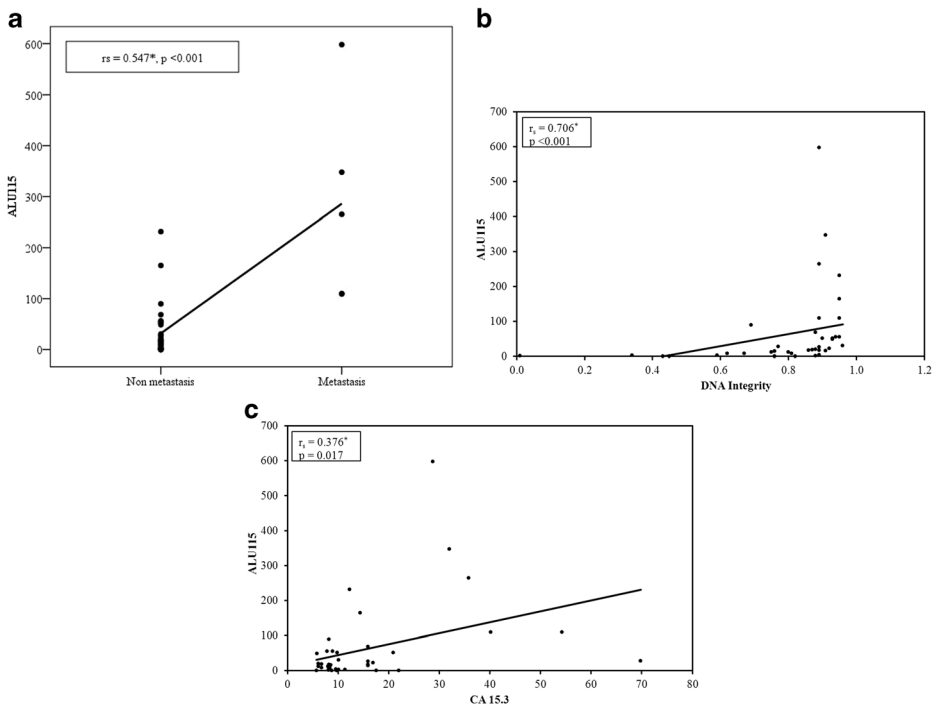 a
rs = 0.547*, p <0.001
600
500
400
300
200
100
0
ALU115
Non metastasis
Metastasis
b
r_s = 0.706*
p <0.001
700
600
500
400
300
200
100
0
ALU115
0.0
0.2
0.4
0.6
0.8
1.0
1.2
DNA Integrity
c
r_s = 0.376*
p = 0.017
700
600
500
400
300
200
100
0
ALU115
0
10
20
30
40
50
60
70
80
CA 15.3